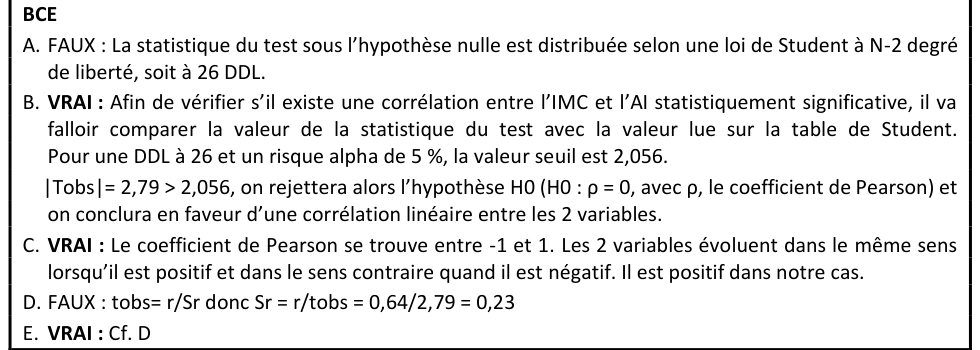 BCE
A. FAUX : La statistique du test sous l’hypothèse nulle est distribuée selon une loi de Student à N-2 degré
de liberté, soit à 26 DDL.
B. VRAI : Afin de vérifier s’il existe une corrélation entre l’IMC et l’AI statistiquement significative, il va
falloir comparer la valeur de la statistique du test avec la valeur lue sur la table de Student.
Pour une DDL à 26 et un risque alpha de 5 %, la valeur seuil est 2,056.
|Tobs|= 2,79 > 2,056, on rejettera alors l’hypothèse H0 (H0 : ρ = 0, avec ρ, le coefficient de Pearson) et
on conclura en faveur d’une corrélation linéaire entre les 2 variables.
C. VRAI : Le coefficient de Pearson se trouve entre -1 et 1. Les 2 variables évoluent dans le même sens
lorsqu’il est positif et dans le sens contraire quand il est négatif. Il est positif dans notre cas.
D. FAUX : tobs= r/Sr donc Sr = r/tobs = 0,64/2,79 = 0,23
E. VRAI : Cf. D